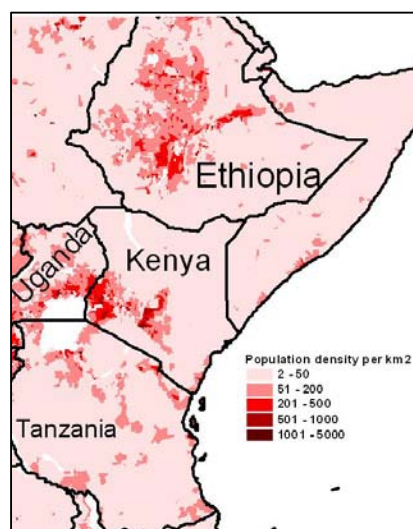 Ethiopia
Uganda
Kenya
Population density per km2
2 - 50
51 - 200
201 - 500
501 - 1000
1001 - 5000
Tanzania